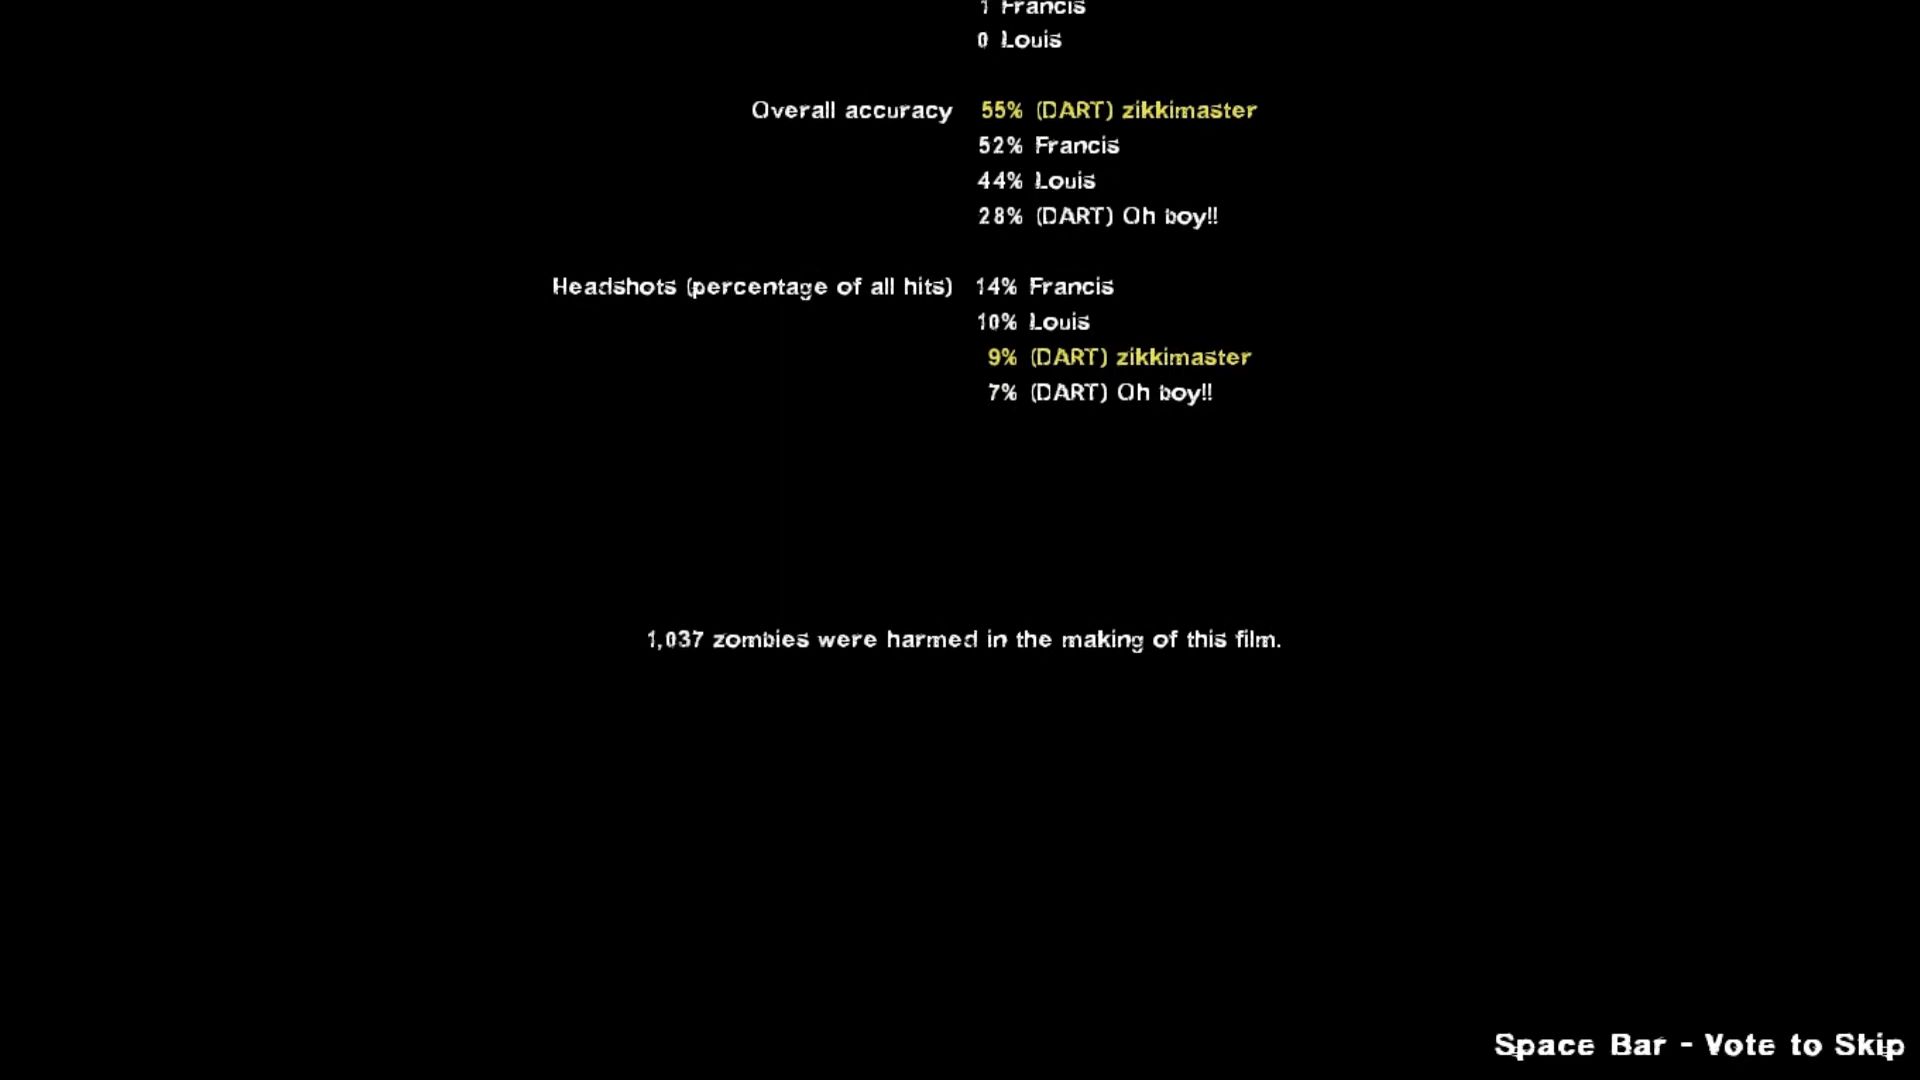 1 Francis
0 Louis
Overall accuracy 55% (DART) zikkimaster
52% Francis
44% Louis
28% (DART) Oh boy!!
Headshots (percentage of all hits) 14% Francis
10% Louis
9% (DART) zikkimaster
7% (DART) Oh boy!!
1,037 zombies were harmed in the making of this film.
Space Bar - Vote to Skip